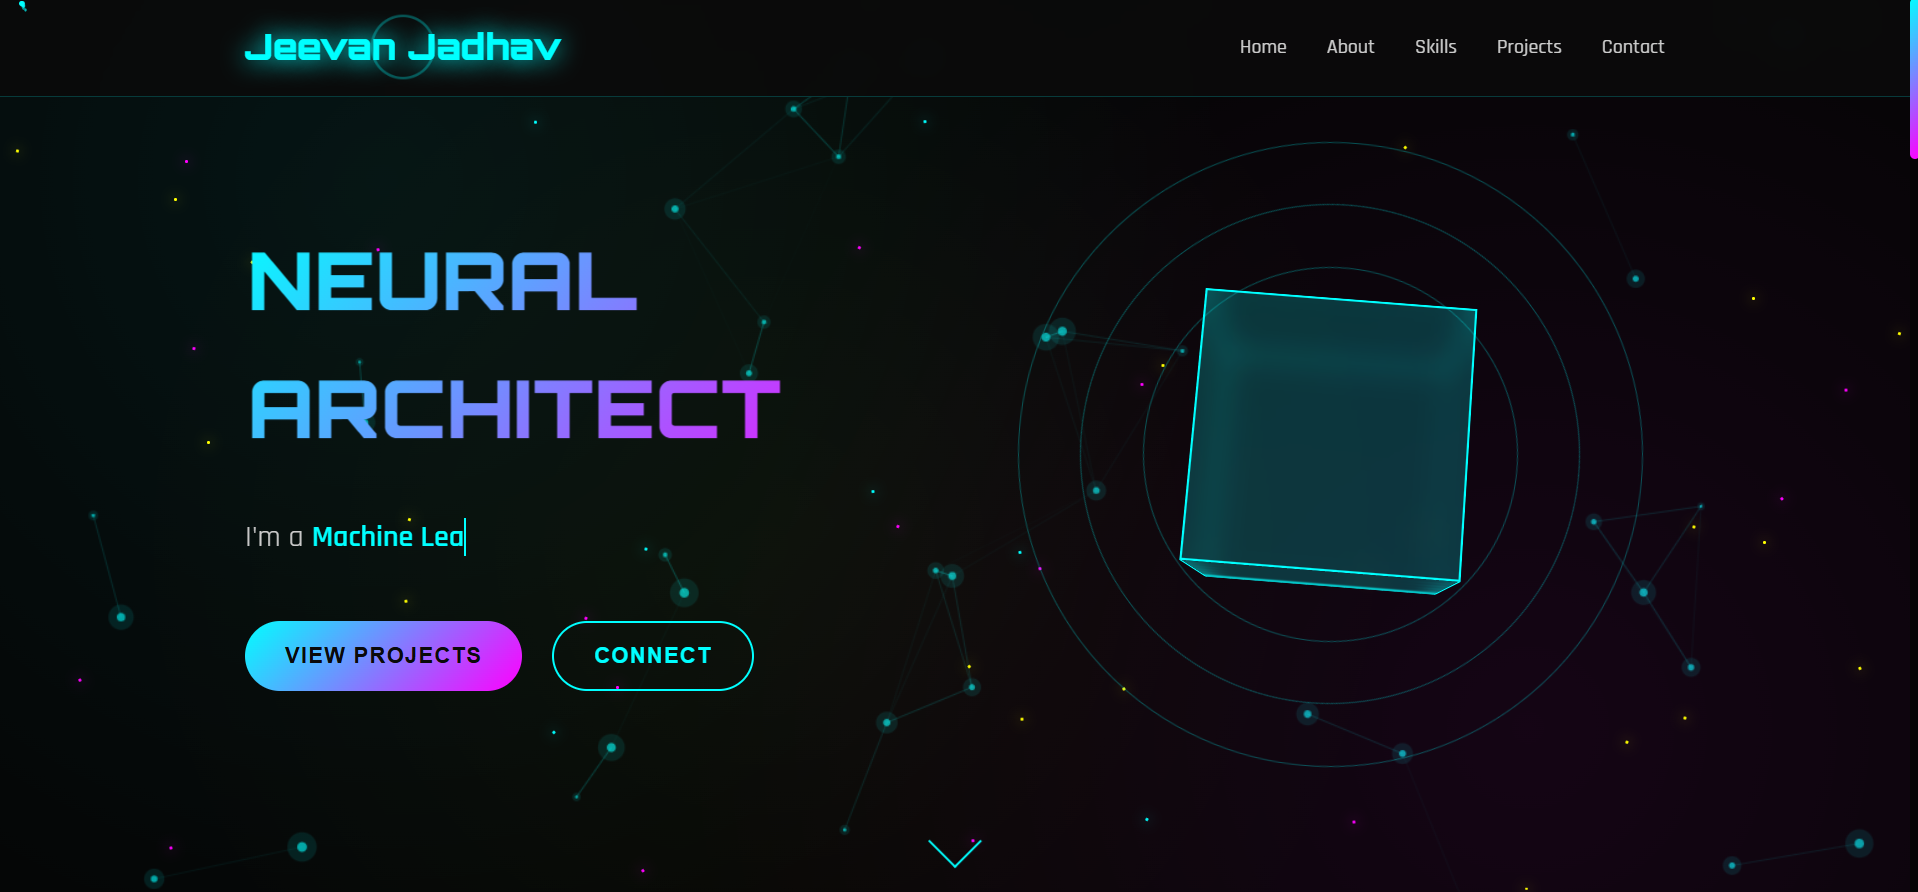 Jeevan Jadhav
Home About Skills Projects Contact
NEURAL
ARCHITECT
I'm a Machine Lea
VIEW PROJECTS CONNECT